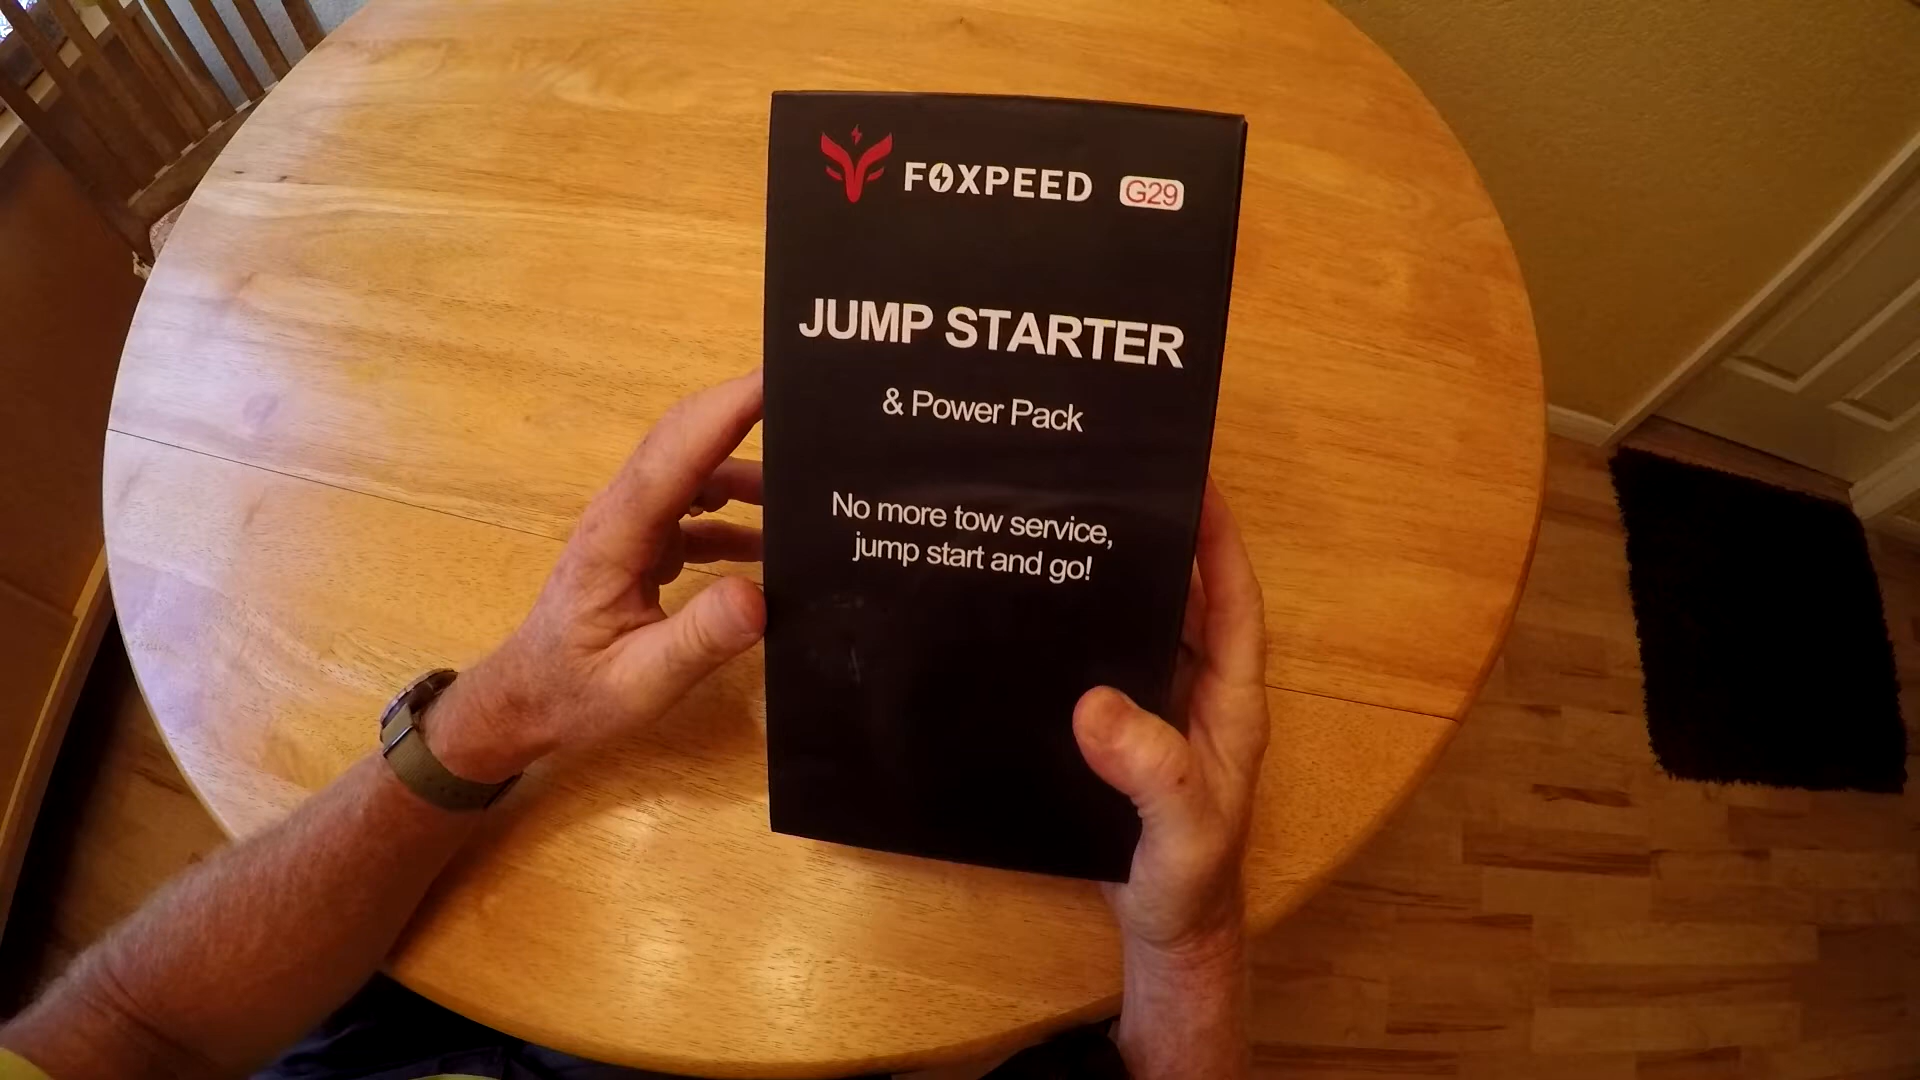 FOXPEED G29
JUMP STARTER
& Power Pack
No more tow service,
jump start and go!